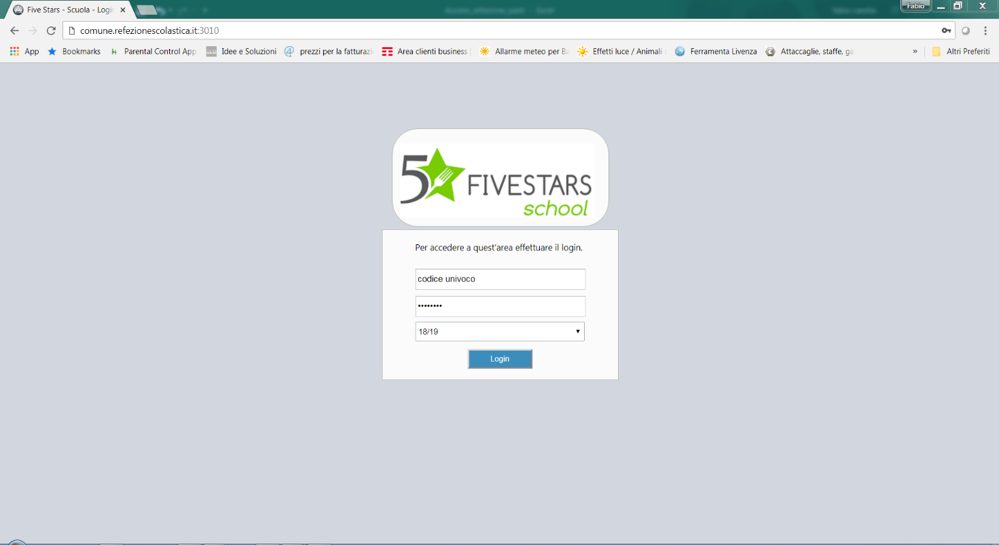 Five Stars - Scuola - Login
Fabio
comune.refezionescolastica.it:3010
App Bookmarks Parental Control App Idee e Soluzioni prezzi per la fatturazi Area clienti business Allarme meteo per Ba Effetti luce / Animali Ferramenta Livenza Attaccaglie, staffe, ga » Altri Preferiti
5 FIVESTARS
school
Per accedere a quest'area effettuare il login.
codice univoco
••••••••
18/19
Login